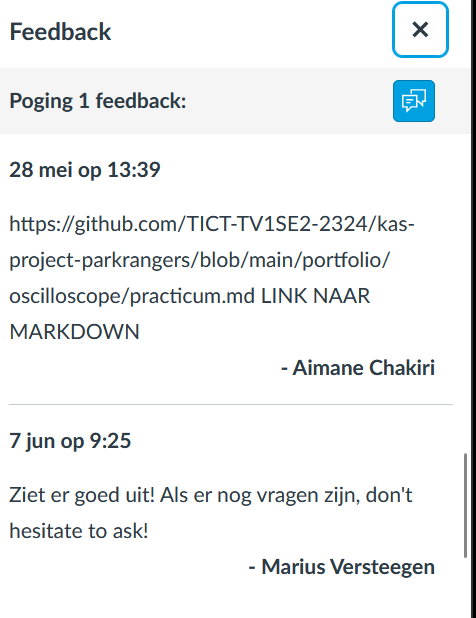 Feedback
Poging 1 feedback:
28 mei op 13:39
https://github.com/TICT-TV1SE2-2324/kas-
project-parkrangers/blob/main/portfolio/
oscilloscope/practicum.md LINK NAAR
MARKDOWN
- Aimane Chakiri
7 jun op 9:25
Ziet er goed uit! Als er nog vragen zijn, don't
hesitate to ask!
- Marius Versteegen